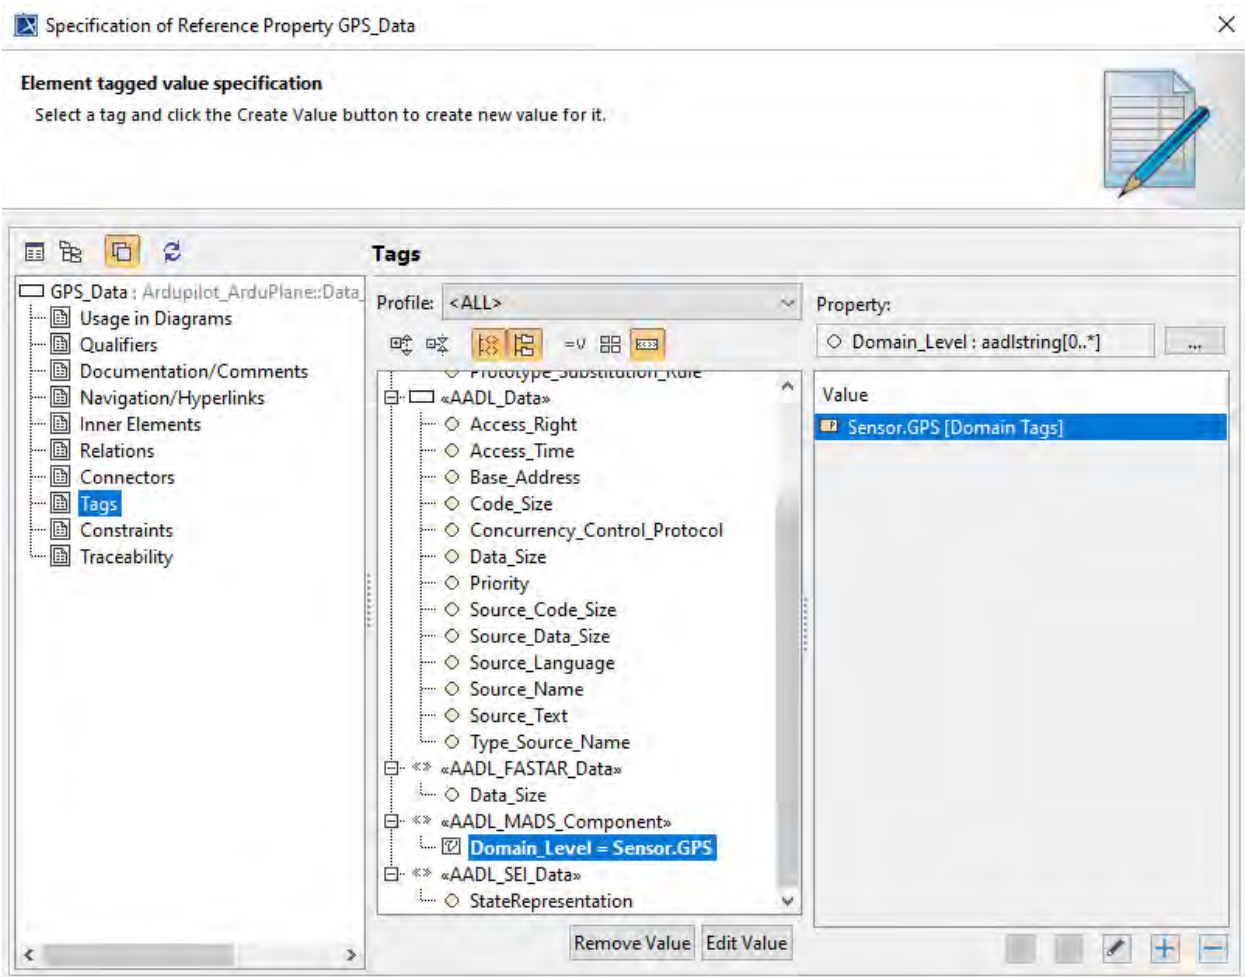 Specification of Reference Property GPS_Data
Element tagged value specification
Select a tag and click the Create Value button to create new value for it.
GPS_Data : Ardupilot_ArduPlane::Data_
Usage in Diagrams
Qualifiers
Documentation/Comments
Navigation/Hyperlinks
Inner Elements
Relations
Connectors
Tags
Constraints
Traceability
Tags
Profile: <ALL>
=V
Prototype_Substitution_Rule
«AADL_Data»
Access_Right
Access_Time
Base_Address
Code_Size
Concurrency_Control_Protocol
Data_Size
Priority
Source_Code_Size
Source_Data_Size
Source_Language
Source_Name
Source_Text
Type_Source_Name
«AADL_FASTAR_Data»
Data_Size
«AADL_MADS_Component»
Domain_Level = Sensor.GPS
«AADL_SEI_Data»
StateRepresentation
Remove Value Edit Value
Property:
Domain_Level : aadlstring[0..*] ...
Value
Sensor.GPS [Domain Tags]